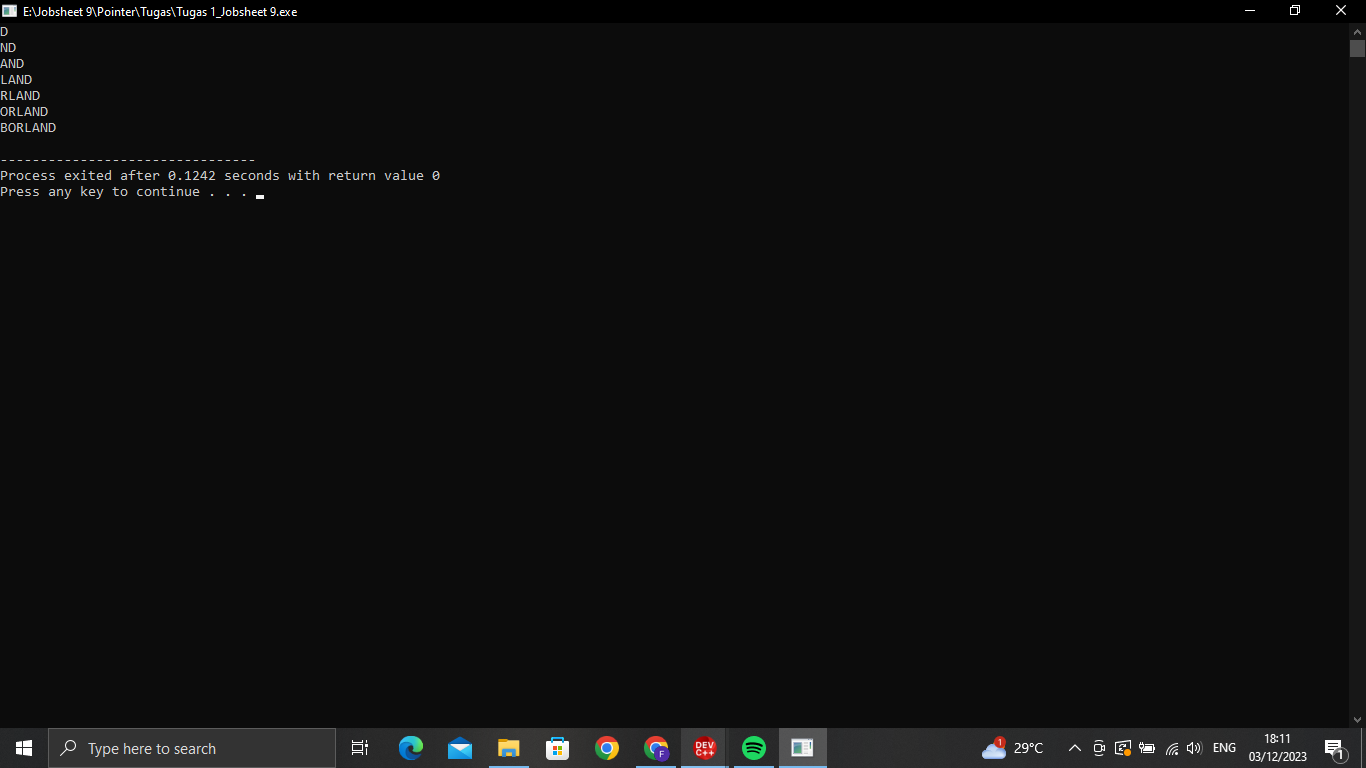 E:\Jobsheet 9\Pointer\Tugas\Tugas 1_Jobsheet 9.exe
D
ND
AND
LAND
RLAND
ORLAND
BORLAND
--------------------------------
Process exited after 0.1242 seconds with return value 0
Press any key to continue . . .
Type here to search
DEV
C++
F
1
29°C
ENG
18:11
03/12/2023
1